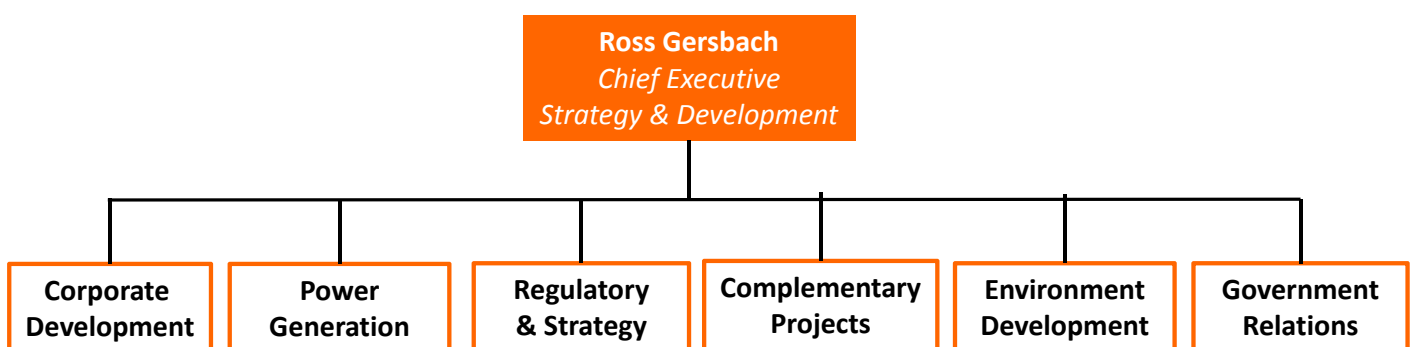 Ross Gersbach
Chief Executive
Strategy & Development
Corporate
Development
Power
Generation
Regulatory
& Strategy
Complementary
Projects
Environment
Development
Government
Relations